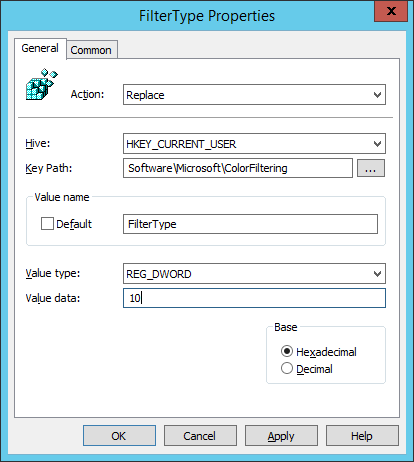 FilterType Properties
x
General Common
Action: Replace
Hive: HKEY_CURRENT_USER
Key Path: Software\Microsoft\ColorFiltering ...
Value name
Default FilterType
Value type: REG_DWORD
Value data: 10
Base
Hexadecimal
Decimal
OK Cancel Apply Help